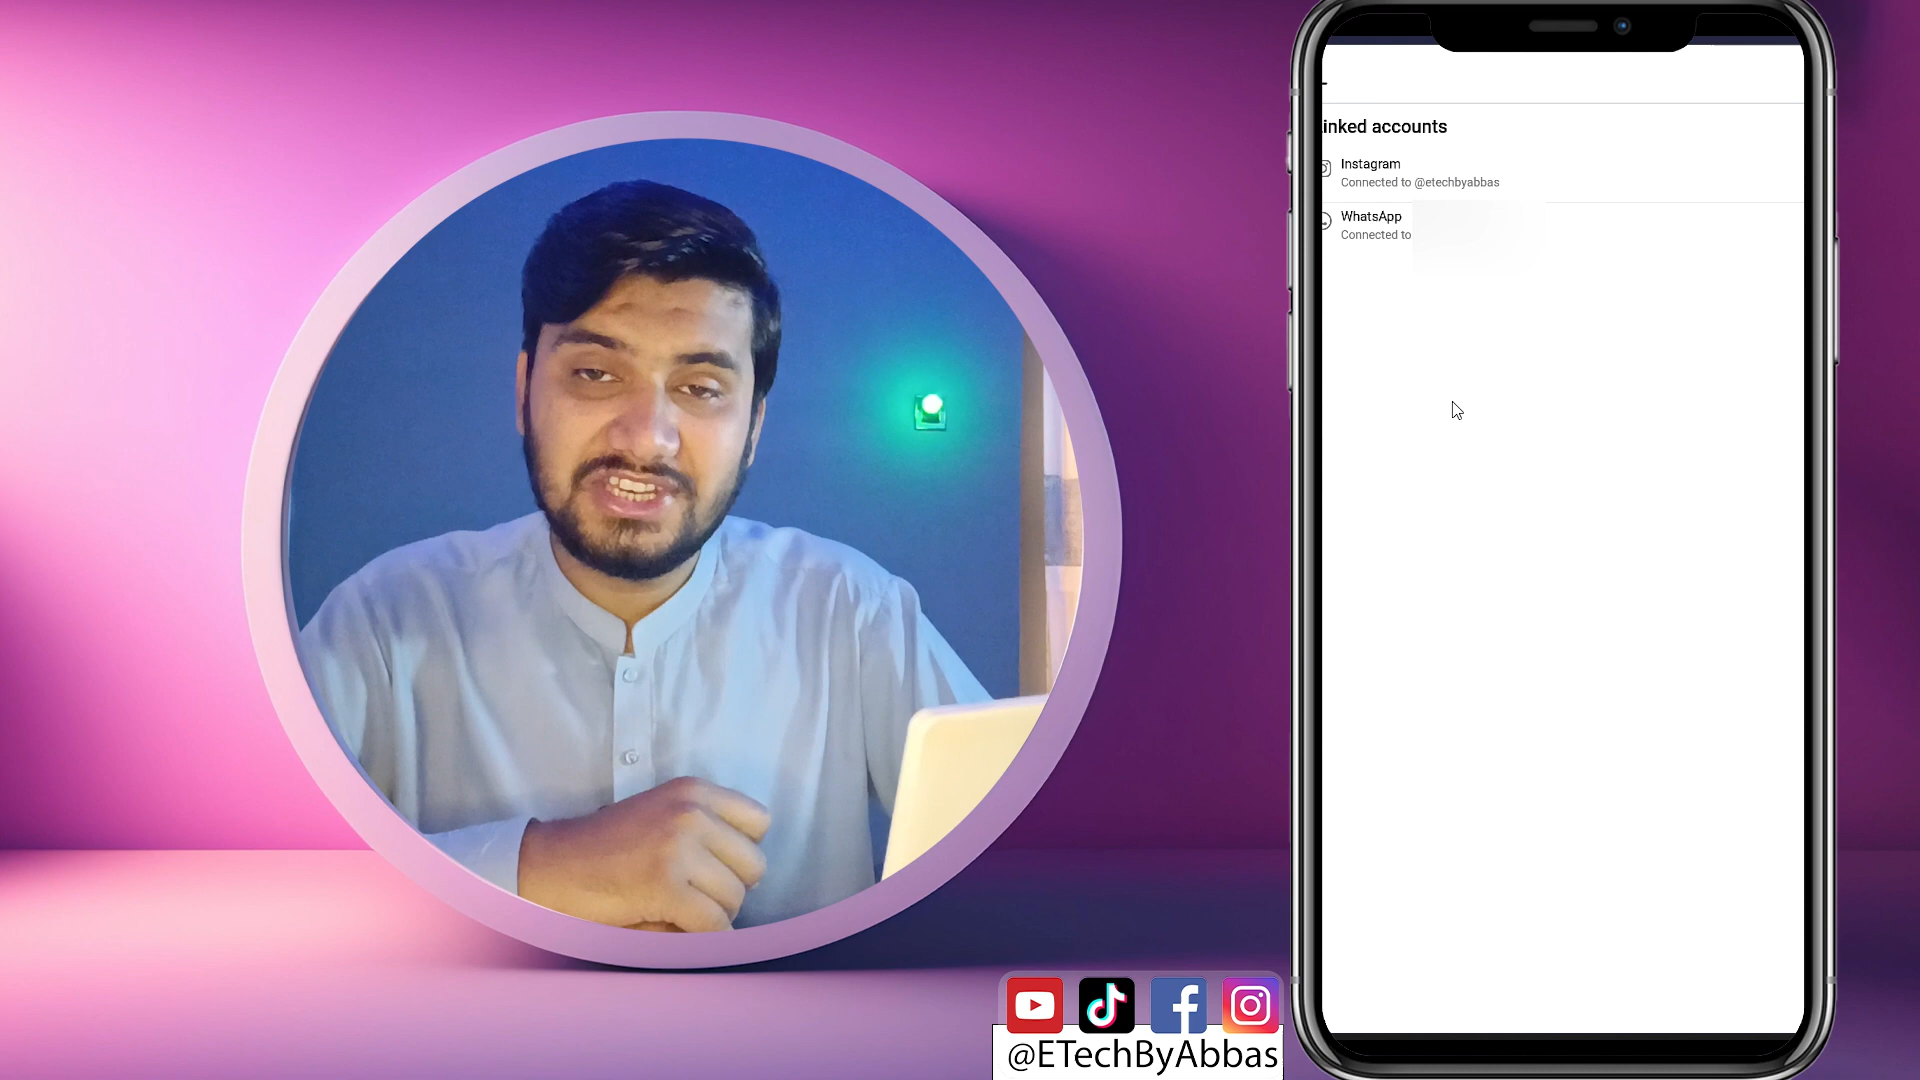 inked accounts
Instagram
Connected to @etechbyabbas
WhatsApp
Connected to
@ETechByAbbas